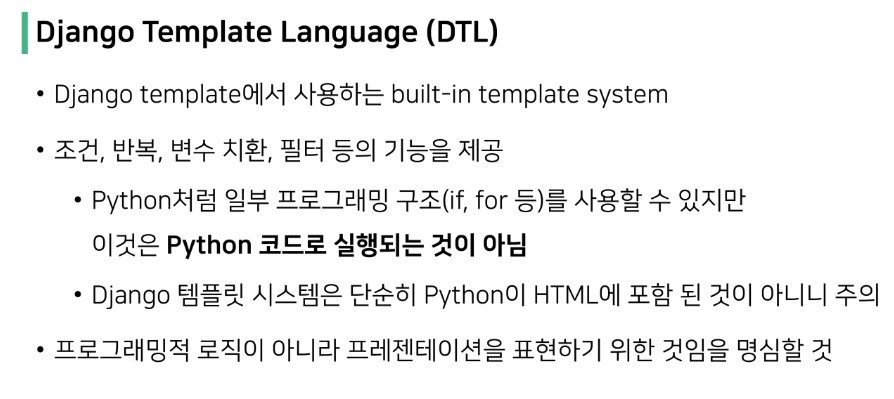 Django Template Language (DTL)
• Django template에서 사용하는 built-in template system
• 조건, 반복, 변수 치환, 필터 등의 기능을 제공
• Python처럼 일부 프로그래밍 구조(if, for 등)를 사용할 수 있지만
이것은 Python 코드로 실행되는 것이 아님
• Django 템플릿 시스템은 단순히 Python이 HTML에 포함 된 것이 아니니 주의
• 프로그래밍적 로직이 아니라 프레젠테이션을 표현하기 위한 것임을 명심할 것